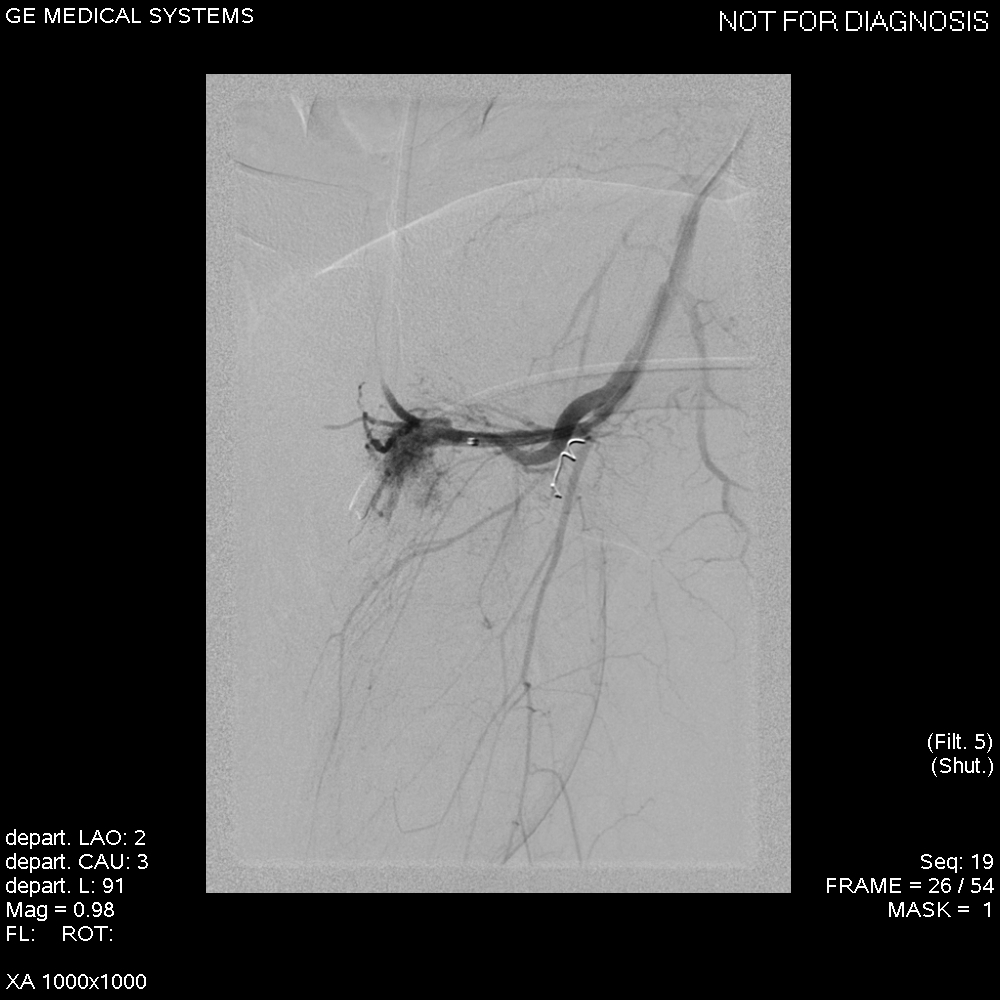 GE MEDICAL SYSTEMS
NOT FOR DIAGNOSIS
(Filt. 5)
(Shut.)
depart. LAO: 2
depart. CAU: 3
depart. L: 91
Mag = 0.98
FL: ROT:
Seq: 19
FRAME = 26 / 54
MASK = 1
XA 1000x1000